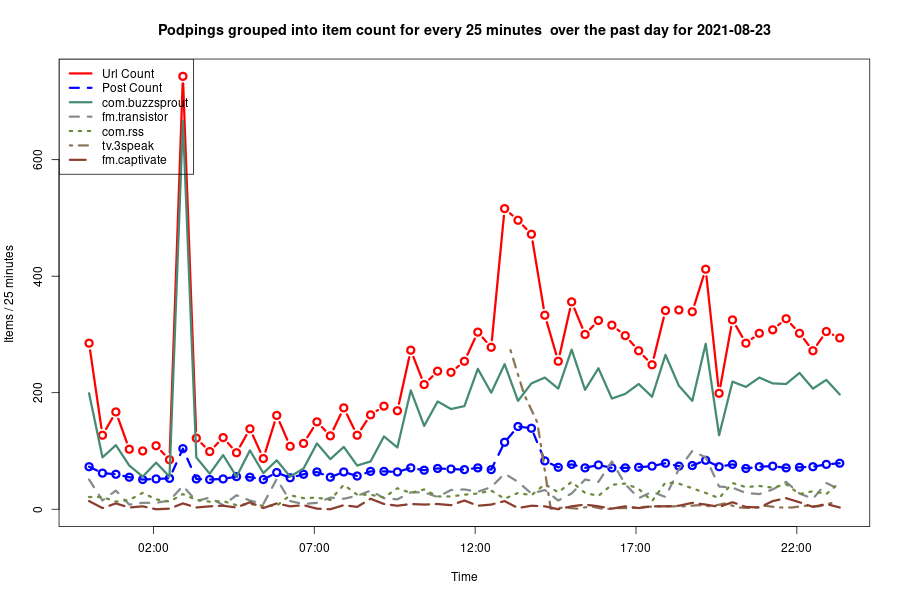 Podpings grouped into item count for every 25 minutes  over the past day for 2021-08-23
Url Count
Post Count
com.buzzsprout
fm.transistor
com.rss
tv.3speak
fm.captivate
Items / 25 minutes
600
400
200
0
02:00 07:00 12:00 17:00 22:00
Time